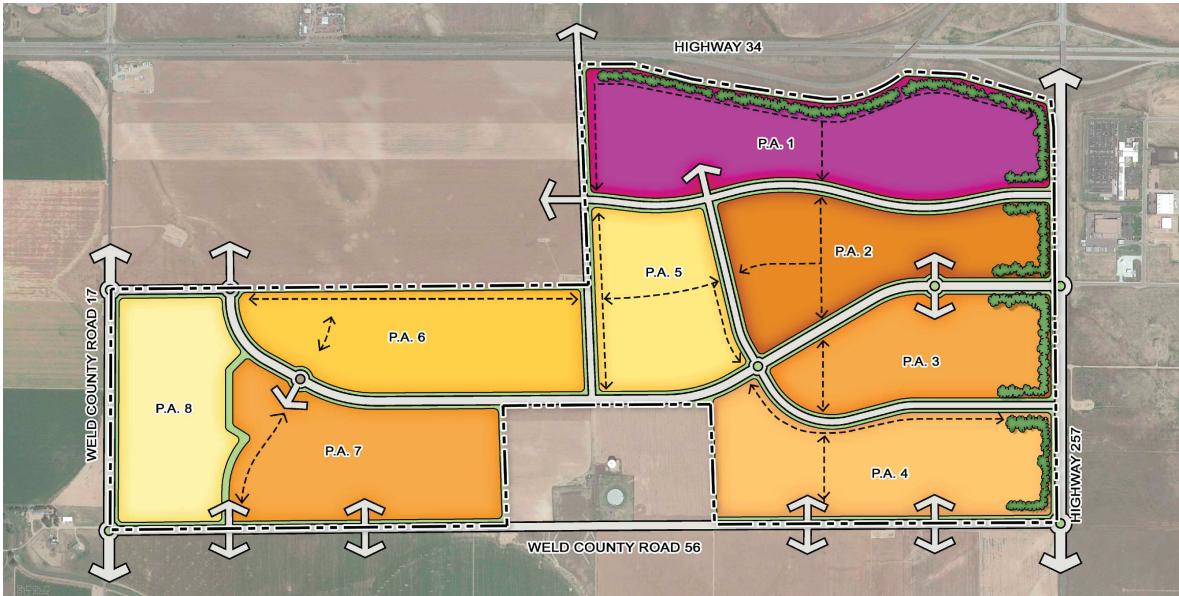 HIGHWAY 34
P.A. 1
P.A. 2
P.A. 5
WELD COUNTY ROAD 17
P.A. 6
P.A. 3
P.A. 8
P.A. 7
P.A. 4
HIGHWAY 257
WELD COUNTY ROAD 56